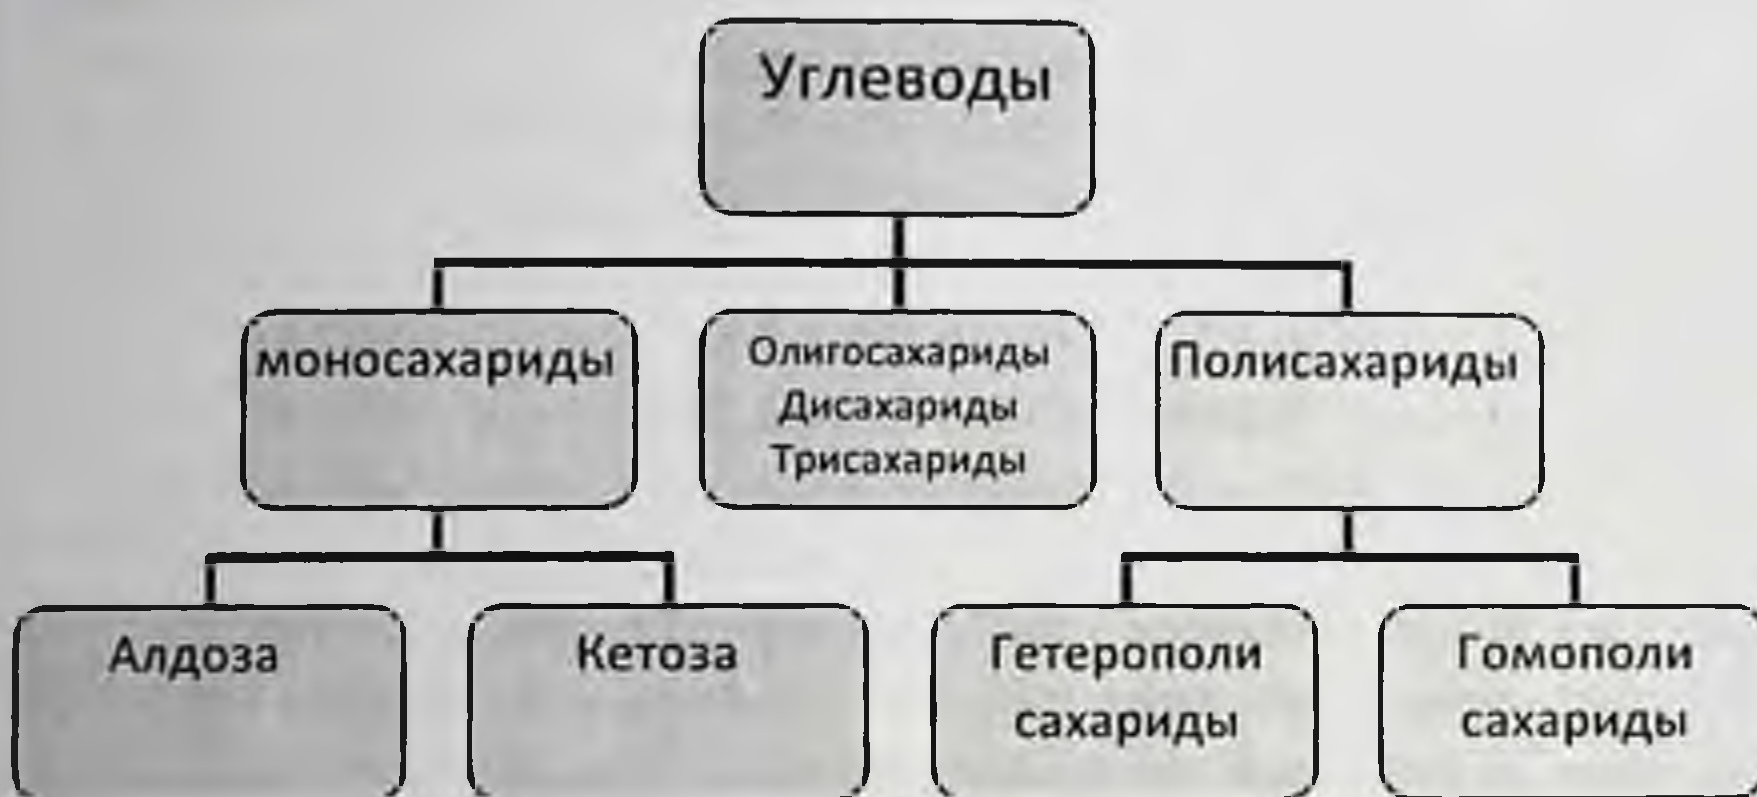 Углеводы
моносахариды
Олигосахариды
Дисахариды
Трисахариды
Полисахариды
Алдоза
Кетоза
Гетерополи
сахариды
Гомополи
сахариды